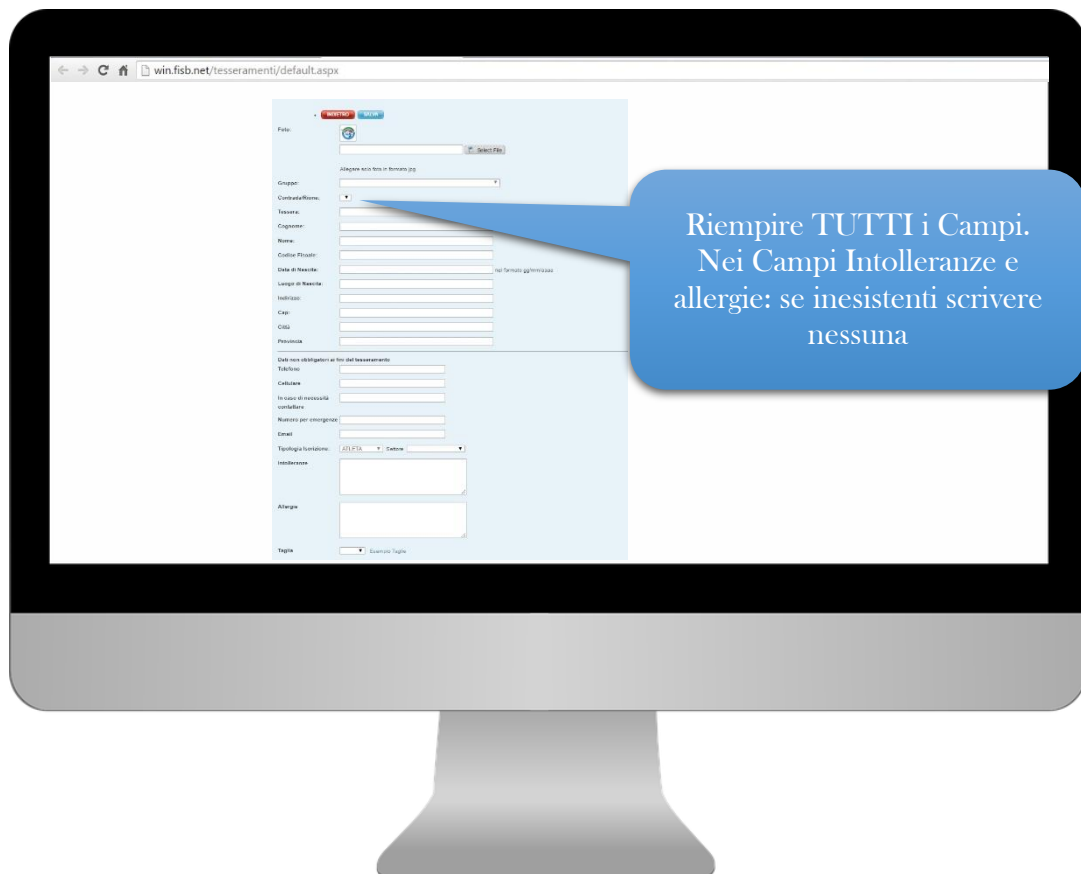 win.fisb.net/tesseramenti/default.aspx
INDIETRO SALVA
Foto:
Select File
Allegare solo foto in formato jpg
Gruppo:
Contrada/Rione:
Tessera:
Cognome:
Nome:
Codice Fiscale:
Data di Nascita: nel formato gg/mm/aaaa
Luogo di Nascita:
Indirizzo:
Cap:
Città
Provincia
Dati non obbligatori ai fini del tesseramento
Telefono
Cellulare
In caso di necessità
contattare
Numero per emergenze
Email
Tipologia Iscrizione: ATLETA Settore
Intolleranze
Allergie
Taglia Esempio Taglie
Riempire TUTTI i Campi.
Nei Campi Intolleranze e
allergie: se inesistenti scrivere
nessuna